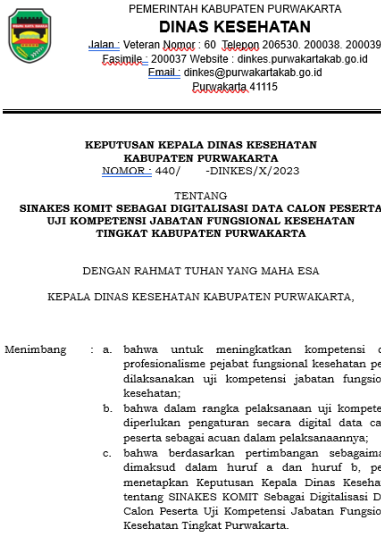 PEMERINTAH KABUPATEN PURWAKARTA
DINAS KESEHATAN
Jalan : Veteran Nomor : 60 Telepon 206530. 200038. 200039
Fasimile : 200037 Website : dinkes.purwakartakab.go.id
Email : dinkes@purwakartakab.go.id
Purwakarta 41115
KEPUTUSAN KEPALA DINAS KESEHATAN
KABUPATEN PURWAKARTA
NOMOR : 440/ -DINKES/X/2023
TENTANG
SINAKES KOMIT SEBAGAI DIGITALISASI DATA CALON PESERTA
UJI KOMPETENSI JABATAN FUNGSIONAL KESEHATAN
TINGKAT KABUPATEN PURWAKARTA
DENGAN RAHMAT TUHAN YANG MAHA ESA
KEPALA DINAS KESEHATAN KABUPATEN PURWAKARTA,
Menimbang : a. bahwa untuk meningkatkan kompetensi d
profesionalisme pejabat fungsional kesehatan pe
dilaksanakan uji kompetensi jabatan fungsio
kesehatan;
b. bahwa dalam rangka pelaksanaan uji kompete
diperlukan pengaturan secara digital data ca
peserta sebagai acuan dalam pelaksanaannya;
c. bahwa berdasarkan pertimbangan sebagaima
dimaksud dalam huruf a dan huruf b, pe
menetapkan Keputusan Kepala Dinas Keseha
tentang SINAKES KOMIT Sebagai Digitalisasi D
Calon Peserta Uji Kompetensi Jabatan Fungsio
Kesehatan Tingkat Purwakarta.